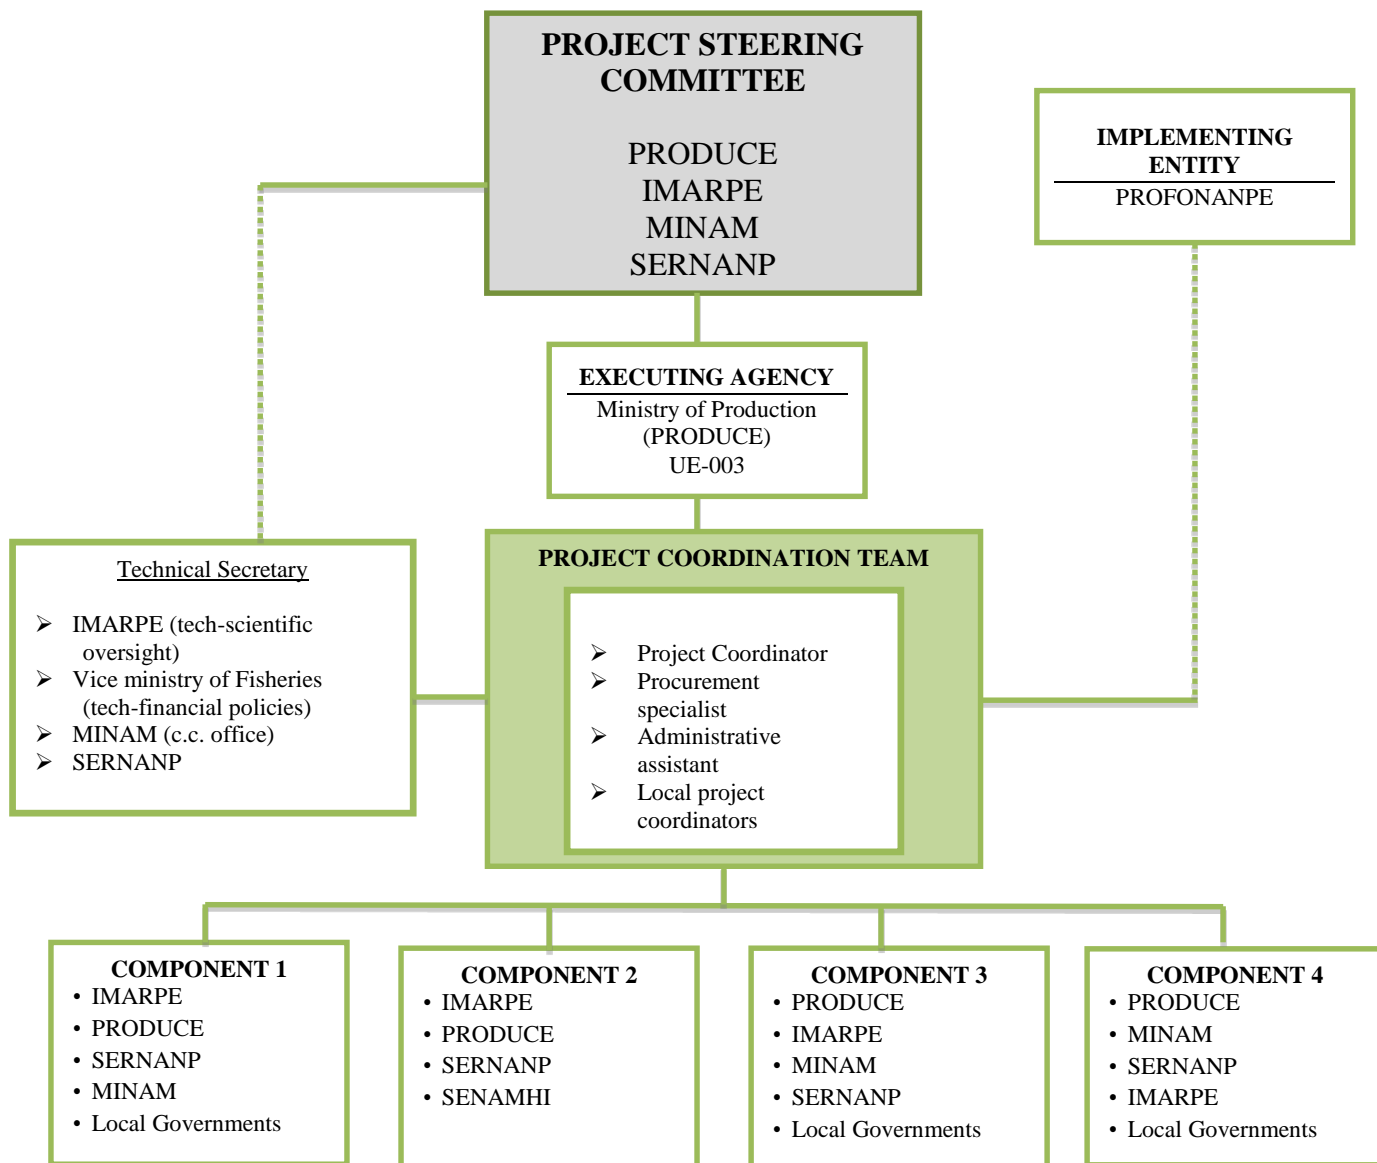 PROJECT STEERING
COMMITTEE
PRODUCE
IMARPE
MINAM
SERNANP
IMPLEMENTING
ENTITY
PROFONANPE
EXECUTING AGENCY
Ministry of Production
(PRODUCE)
UE-003
Technical Secretary
➢ IMARPE (tech-scientific
oversight)
➢ Vice ministry of Fisheries
(tech-financial policies)
➢ MINAM (c.c. office)
➢ SERNANP
PROJECT COORDINATION TEAM
➢ Project Coordinator
➢ Procurement
specialist
➢ Administrative
assistant
➢ Local project
coordinators
COMPONENT 1
• IMARPE
• PRODUCE
• SERNANP
• MINAM
• Local Governments
COMPONENT 2
• IMARPE
• PRODUCE
• SERNANP
• SENAMHI
COMPONENT 3
• PRODUCE
• IMARPE
• MINAM
• SERNANP
• Local Governments
COMPONENT 4
• PRODUCE
• MINAM
• SERNANP
• IMARPE
• Local Governments